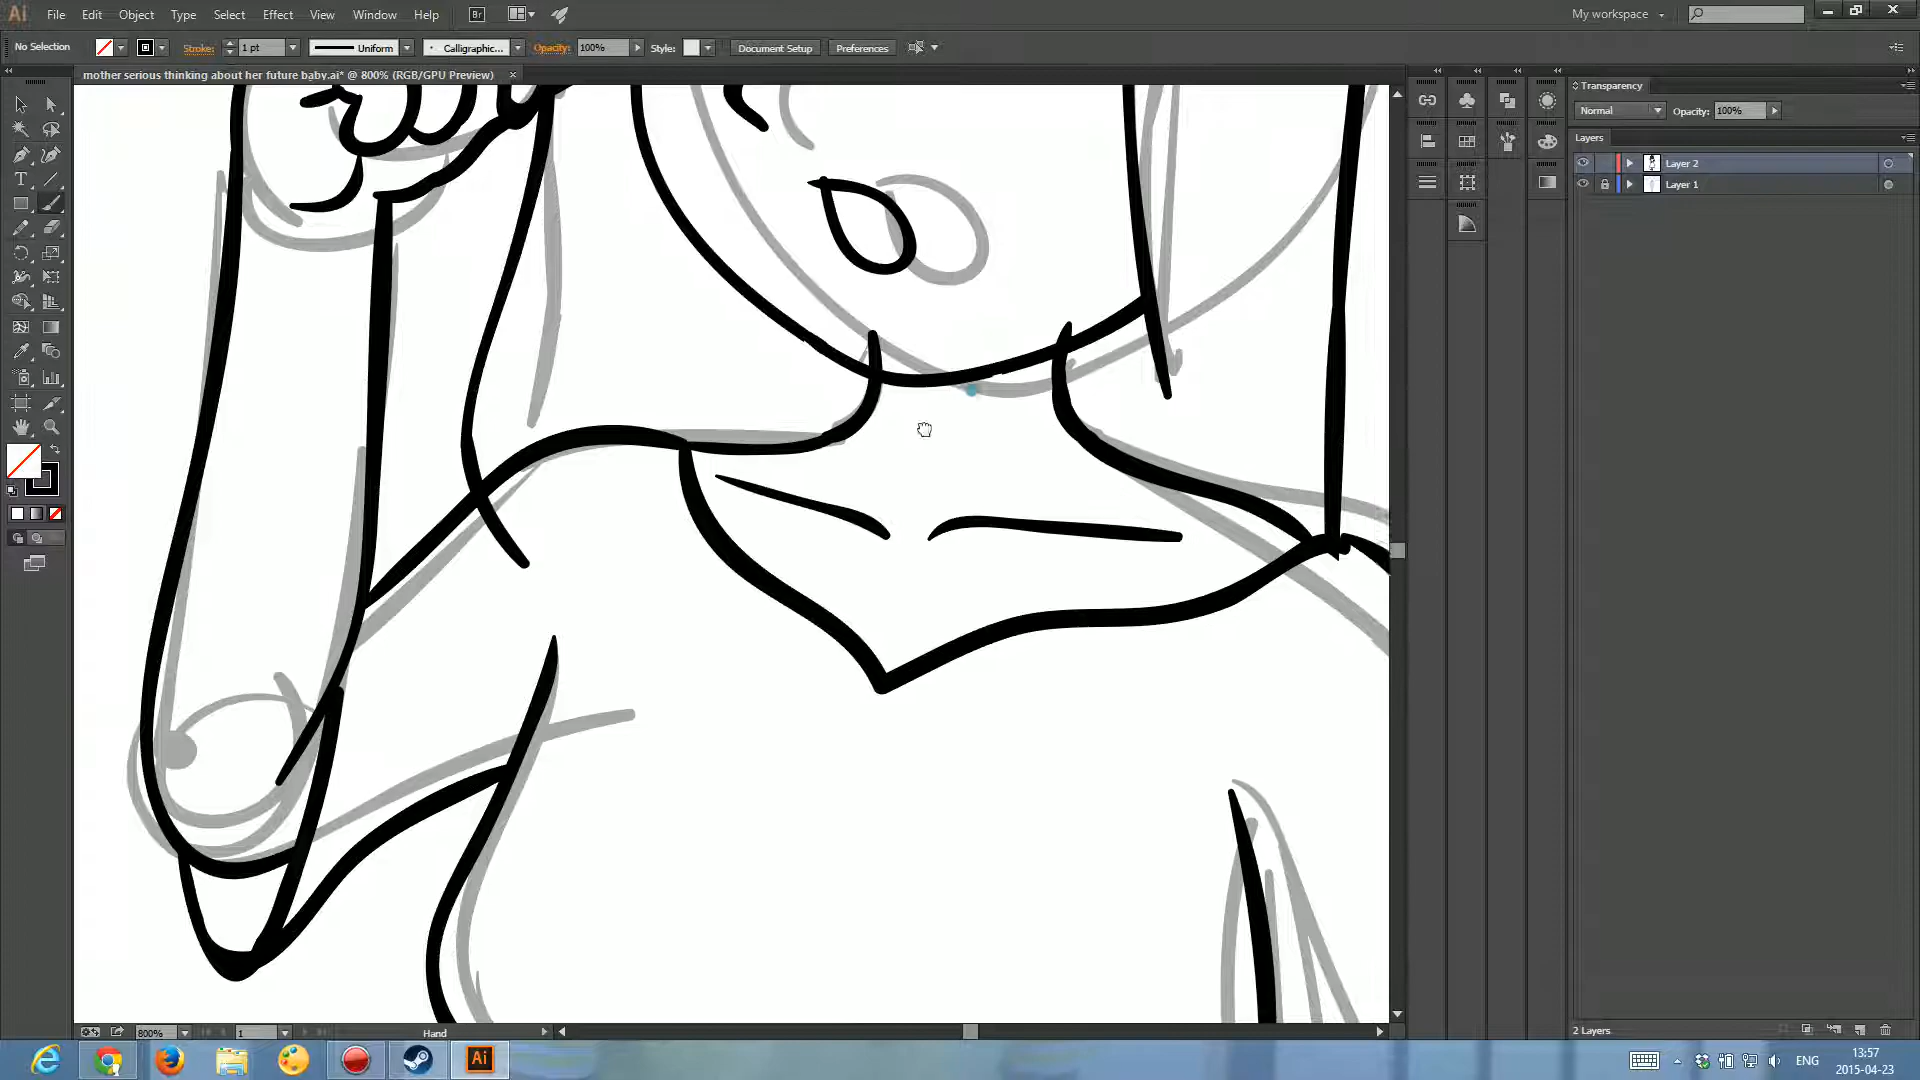 Ai File Edit Object Type Select Effect View Window Help Br My workspace
No Selection Stroke: 1 pt Uniform Calligraphic... Opacity: 100% Style: Document Setup Preferences
mother serious thinking about her future baby.ai* @ 800% (RGB/GPU Preview)
Transparency
Normal Opacity: 100%
Layers
Layer 2
Layer 1
T
800% 1 Hand
2 Layers
Ai
ENG
13:57
2015-04-23